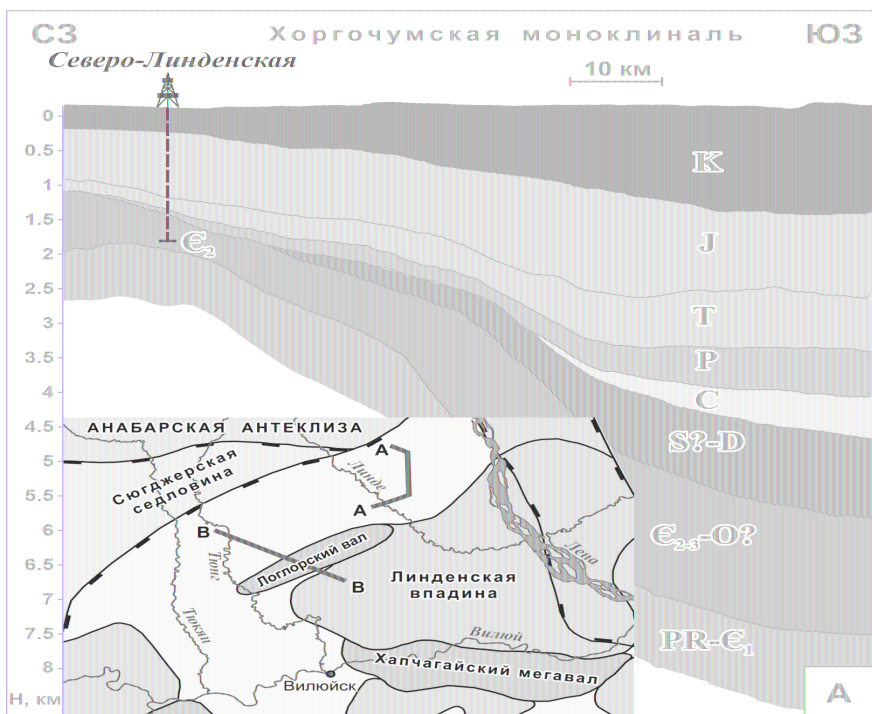 СЗ Хоргочумская моноклиналь ЮЗ
Северо-Линденская
10 км
0
0.5
1
1.5
2
2.5
3
3.5
4
4.5
5
5.5
6
6.5
7
7.5
8
Н, км
К
J
T
P
C
S?-D
Є₂₋₃-O?
PR-Є₁
Є₂
АНАБАРСКАЯ АНТЕКЛИЗА
Сюгджерская
седловина
А
Линде
А
В
Тюнг
Логлорский вал
В
Линденская
впадина
Лена
Тюкян
Вилюй
Хапчагайский мегавал
Вилюйск
А